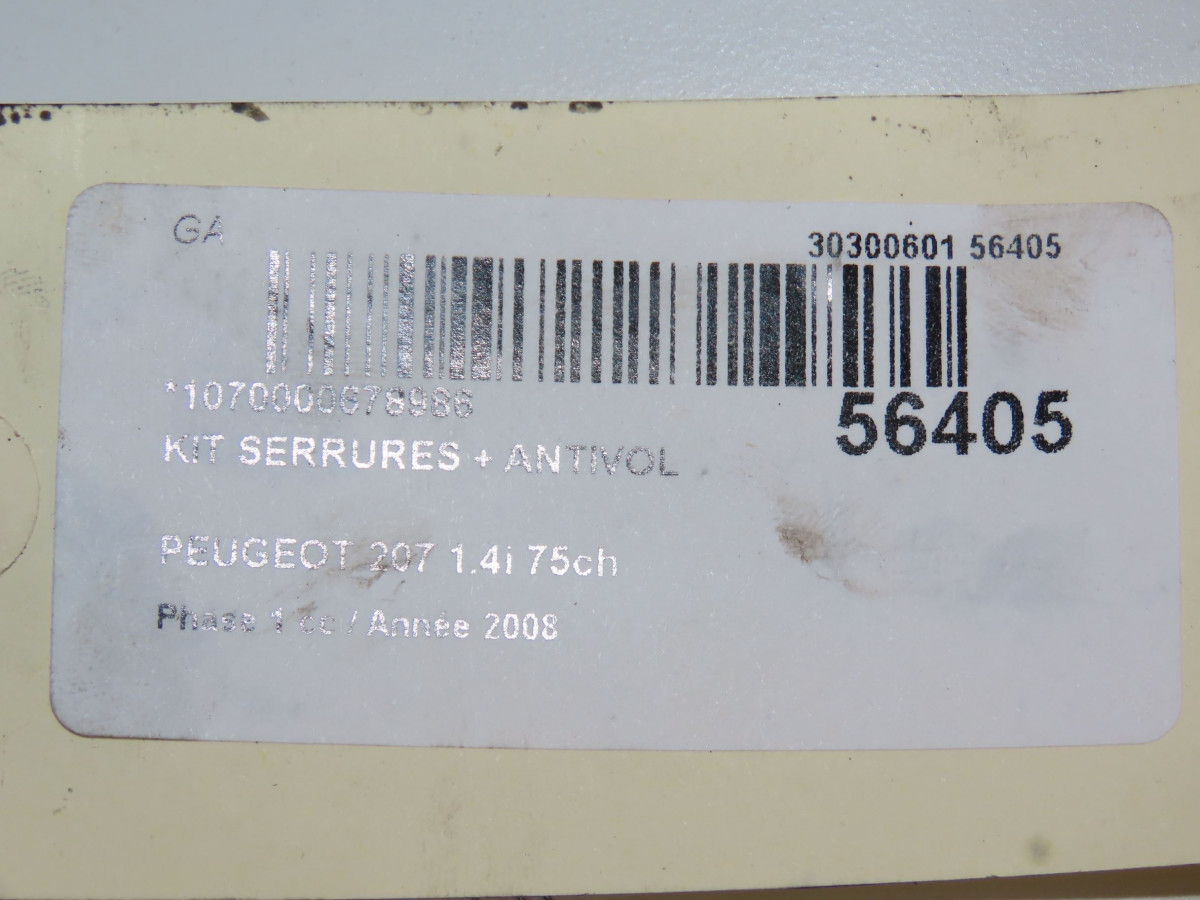 GA
30300601 56405
*1070000678986
56405
KIT SERRURES + ANTIVOL
PEUGEOT 207 1.4i 75ch
Phase 1 cc / Année 2008